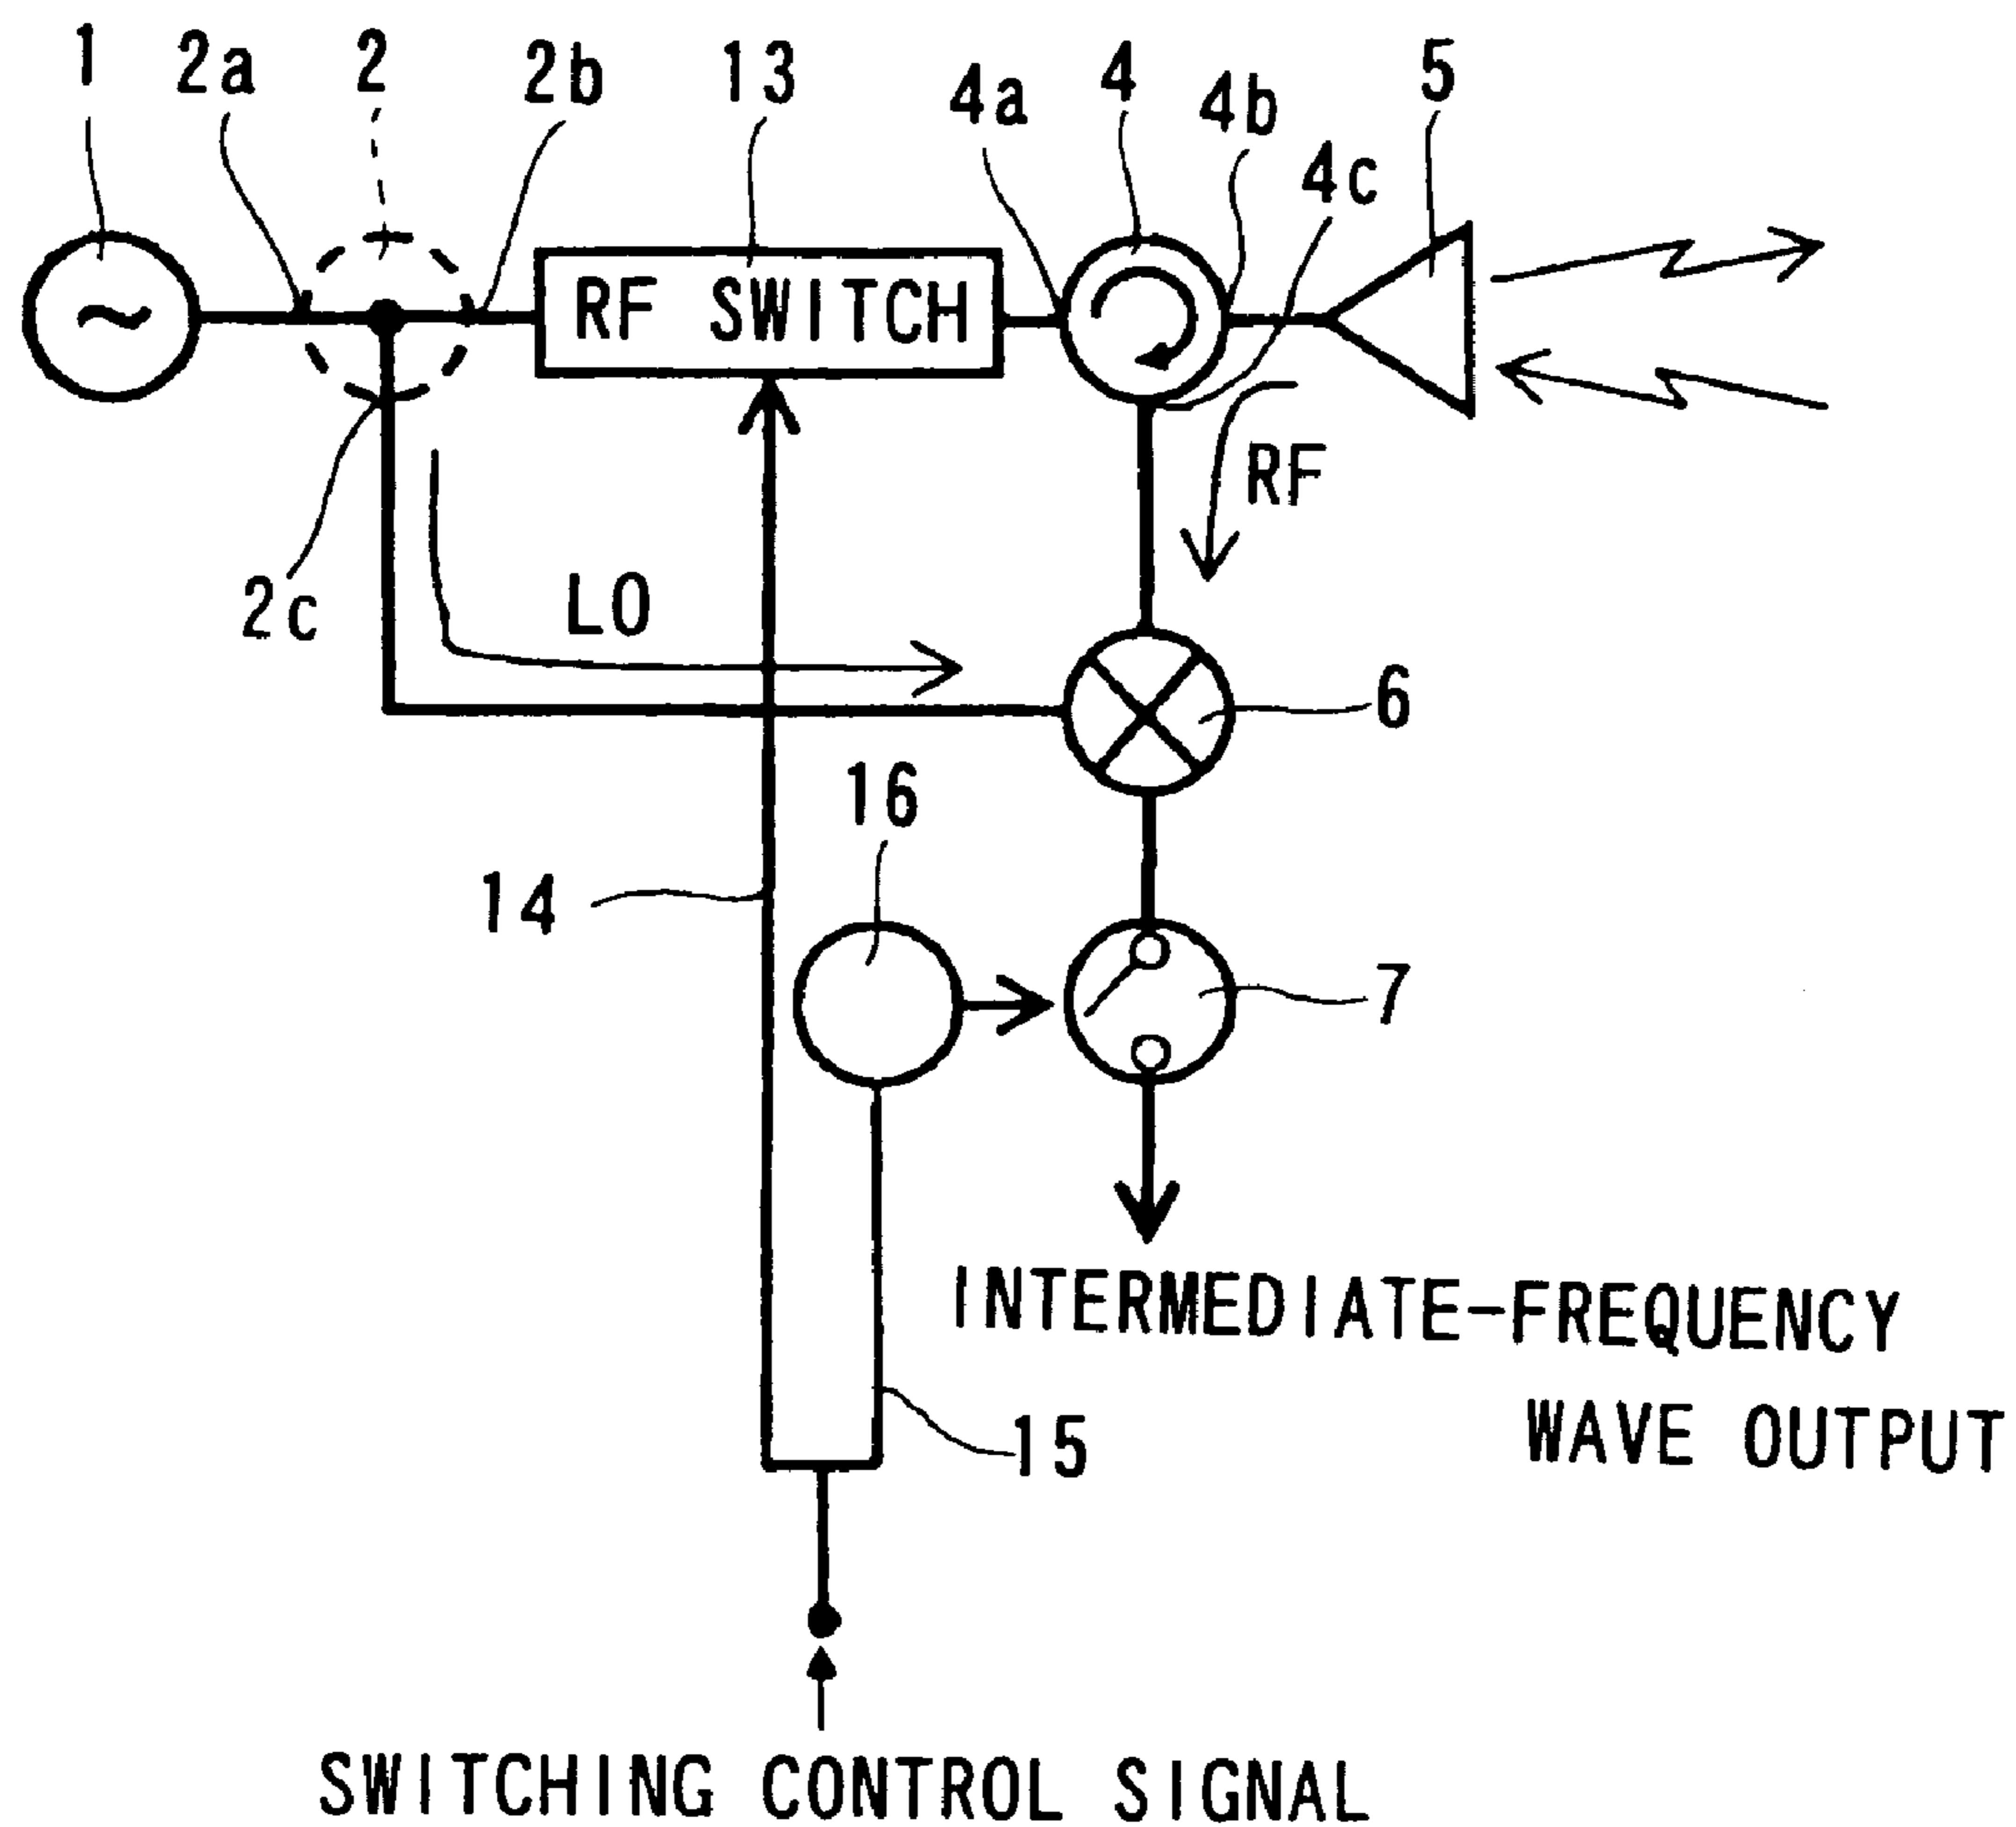 1
2a
2
2b
13
4a
4
4b
4c
5
RF SWITCH
~
RF
2c
LO
6
16
14
7
INTERMEDIATE-FREQUENCY
WAVE OUTPUT
15
SWITCHING CONTROL SIGNAL